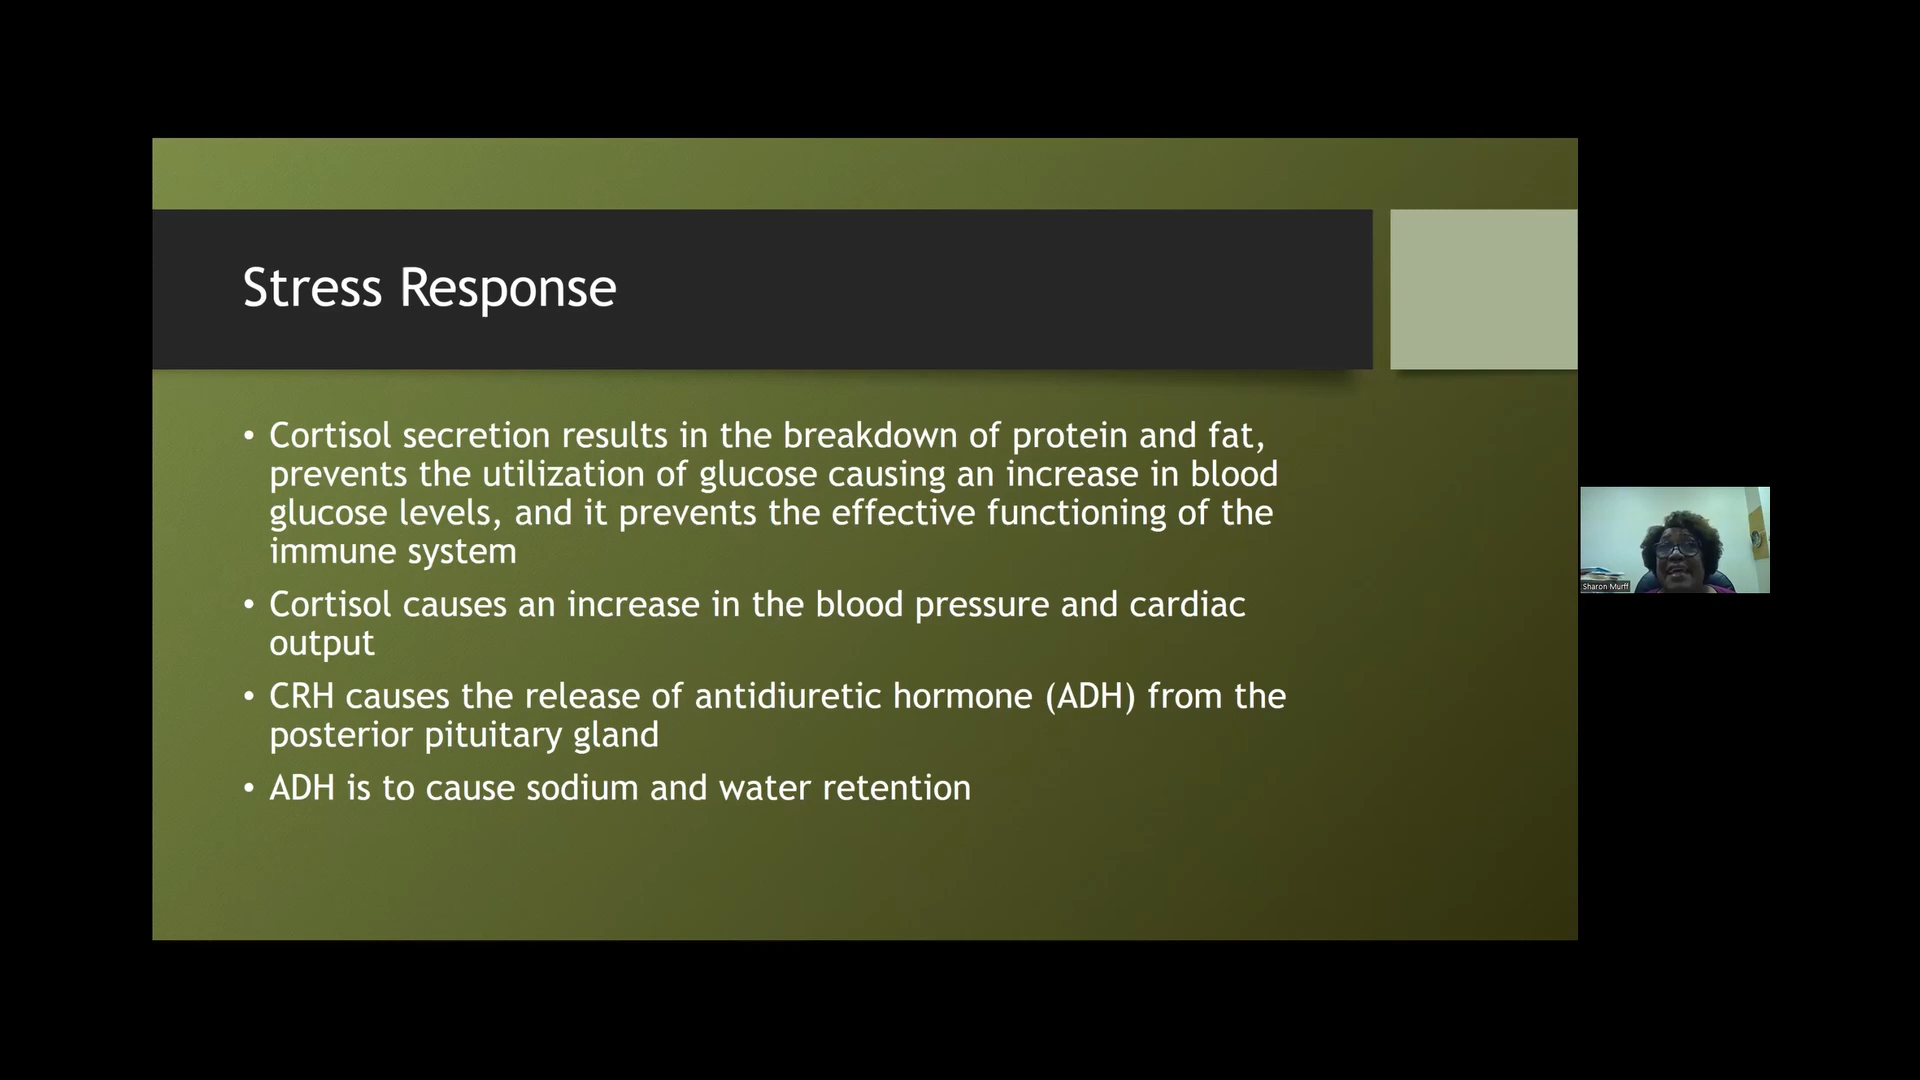 Stress Response
• Cortisol secretion results in the breakdown of protein and fat,
prevents the utilization of glucose causing an increase in blood
glucose levels, and it prevents the effective functioning of the
immune system
• Cortisol causes an increase in the blood pressure and cardiac
output
• CRH causes the release of antidiuretic hormone (ADH) from the
posterior pituitary gland
• ADH is to cause sodium and water retention
Sharon Murff